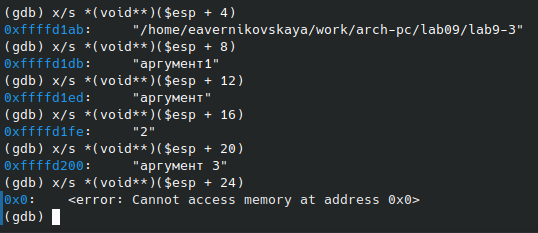 (gdb) x/s *(void**)($esp + 4)
0xffffd1ab:     "/home/eavernikovskaya/work/arch-pc/lab09/lab9-3"
(gdb) x/s *(void**)($esp + 8)
0xffffd1db:     "аргумент1"
(gdb) x/s *(void**)($esp + 12)
0xffffd1ed:     "аргумент"
(gdb) x/s *(void**)($esp + 16)
0xffffd1fe:     "2"
(gdb) x/s *(void**)($esp + 20)
0xffffd200:     "аргумент 3"
(gdb) x/s *(void**)($esp + 24)
0x0:    <error: Cannot access memory at address 0x0>
(gdb)